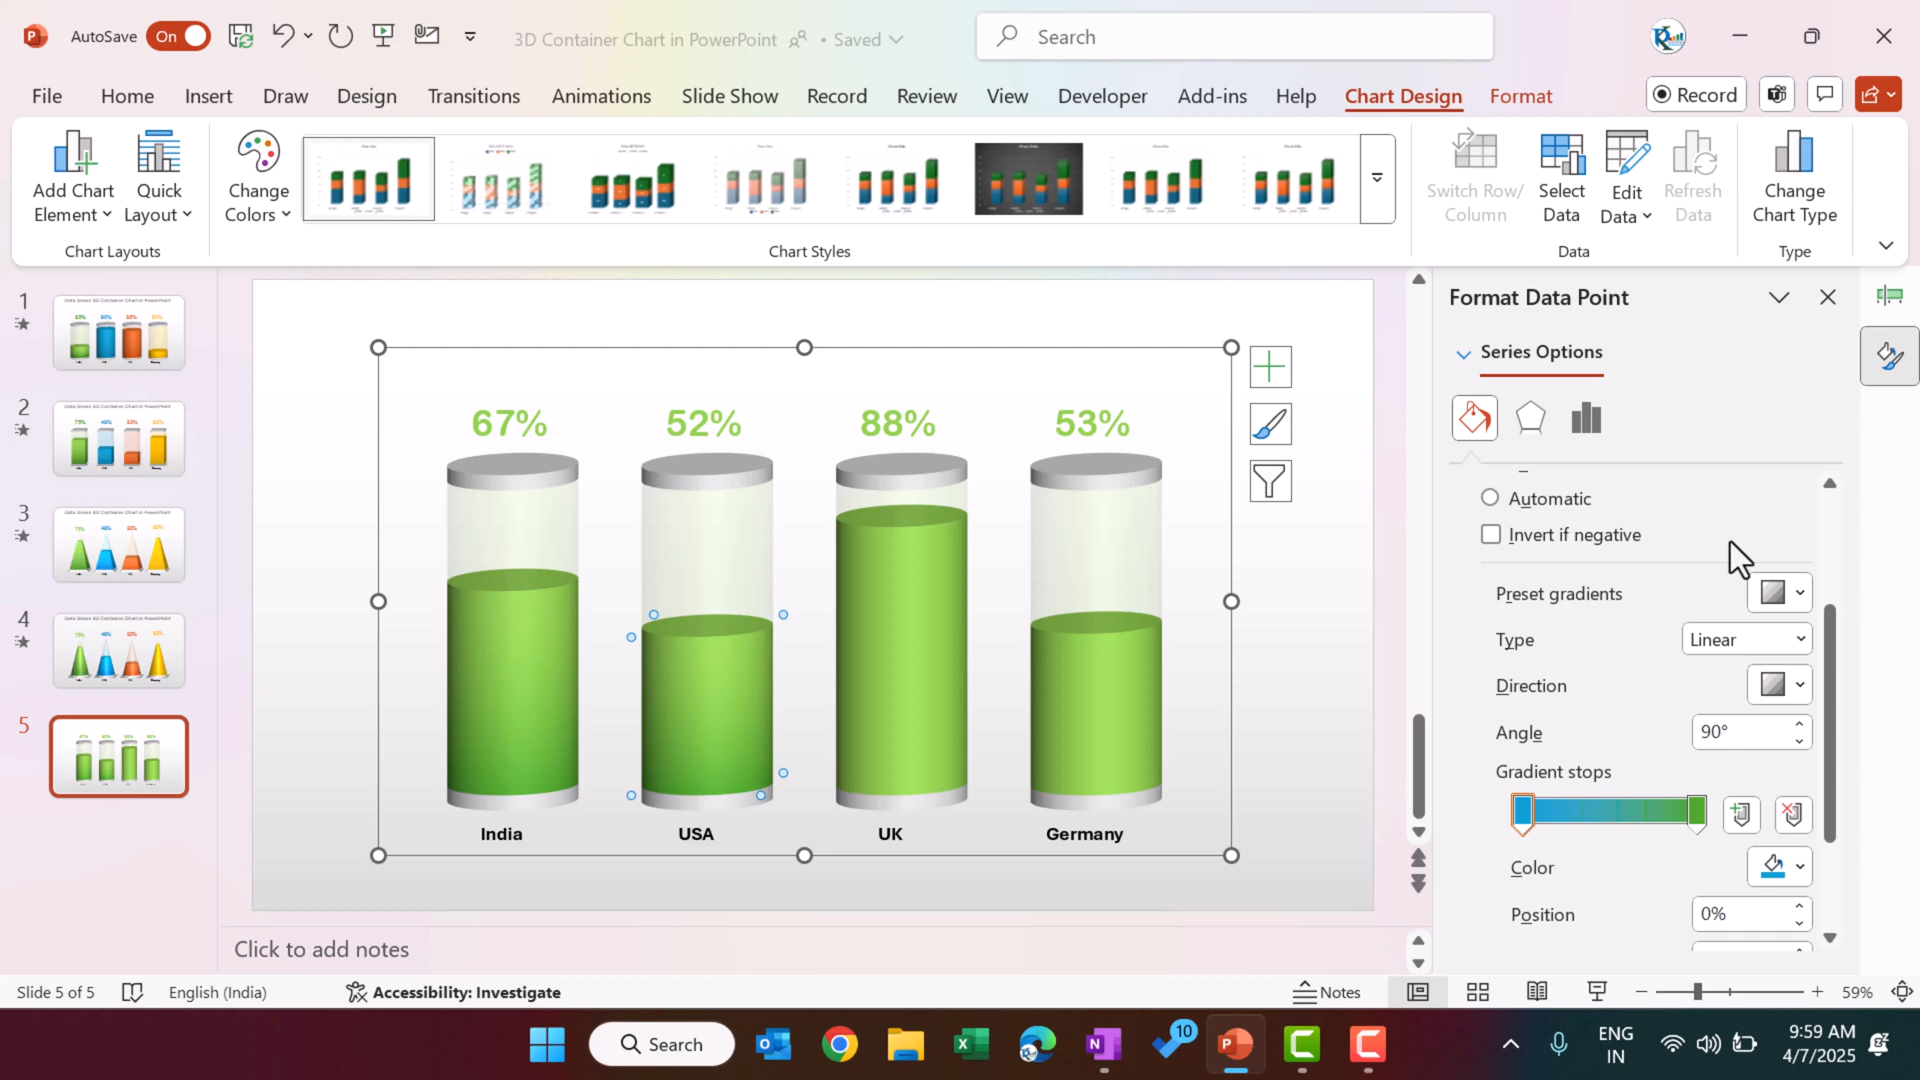 AutoSave On 3D Container Chart in PowerPoint • Saved Search
File Home Insert Draw Design Transitions Animations Slide Show Record Review View Developer Add-ins Help Chart Design Format Record
Add Chart Element
Quick Layout
Chart Layouts
Change Colors
Chart Styles
Switch Row/ Column
Select Data
Edit Data
Refresh Data
Data
Change Chart Type
Type
1
2
3
4
5
67% 52% 88% 53%
India USA UK Germany
Click to add notes
Format Data Point
Series Options
Automatic
Invert if negative
Preset gradients
Type Linear
Direction
Angle 90°
Gradient stops
Color
Position 0%
Slide 5 of 5 English (India) Accessibility: Investigate Notes 59%
Search
10
ENG
IN
9:59 AM
4/7/2025